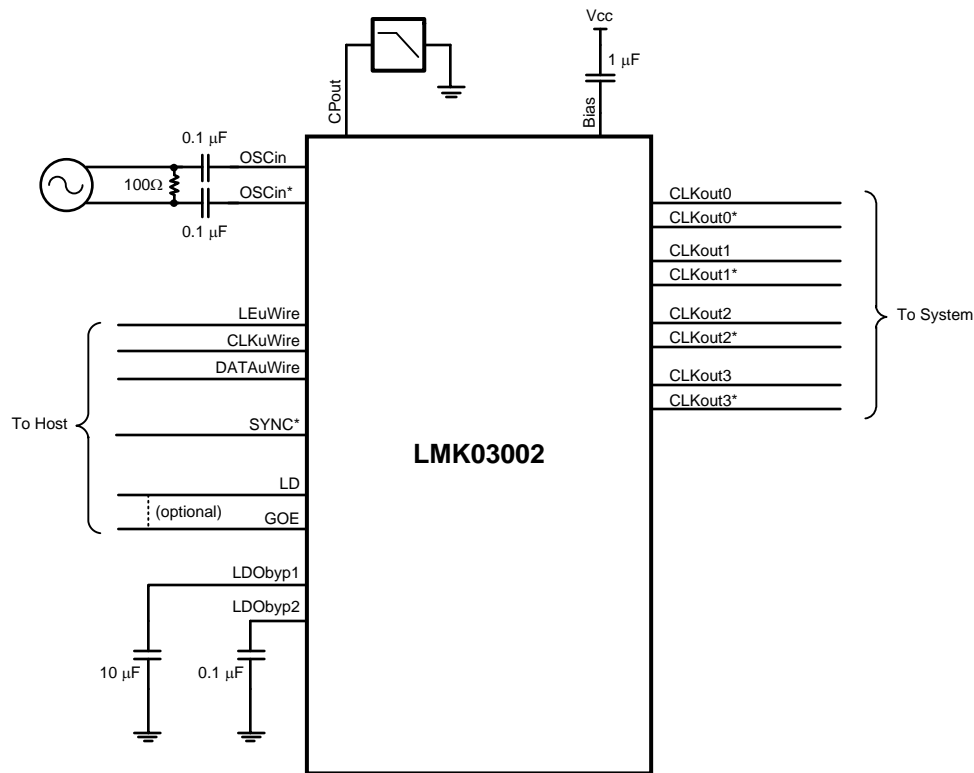 Vcc
1 μF
CPout
Bias
0.1 μF
OSCin
100Ω
OSCin*
0.1 μF
CLKout0
CLKout0*
CLKout1
CLKout1*
CLKout2
CLKout2*
CLKout3
CLKout3*
To System
LEuWire
CLKuWire
DATAuWire
To Host
SYNC*
LD
(optional)
GOE
LMK03002
LDObyp1
LDObyp2
10 μF
0.1 μF